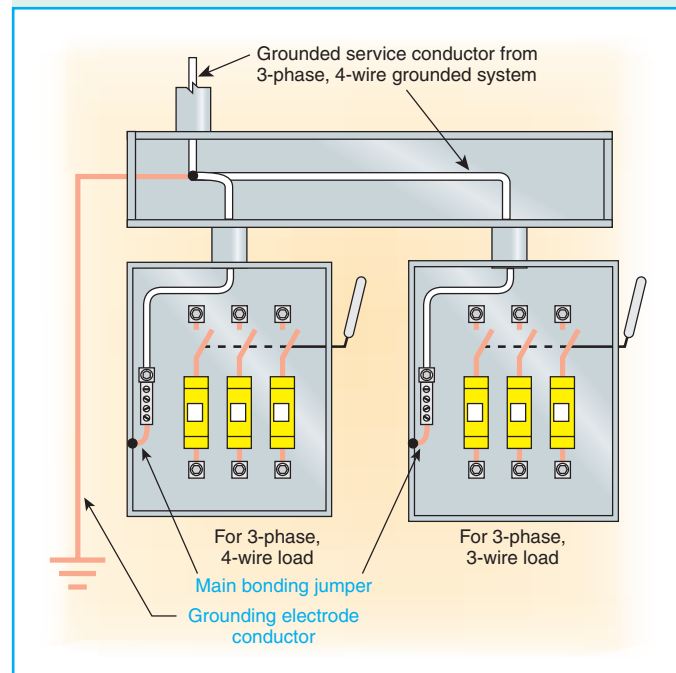 Grounded service conductor from
3-phase, 4-wire grounded system
For 3-phase,
4-wire load
For 3-phase,
3-wire load
Main bonding jumper
Grounding electrode
conductor